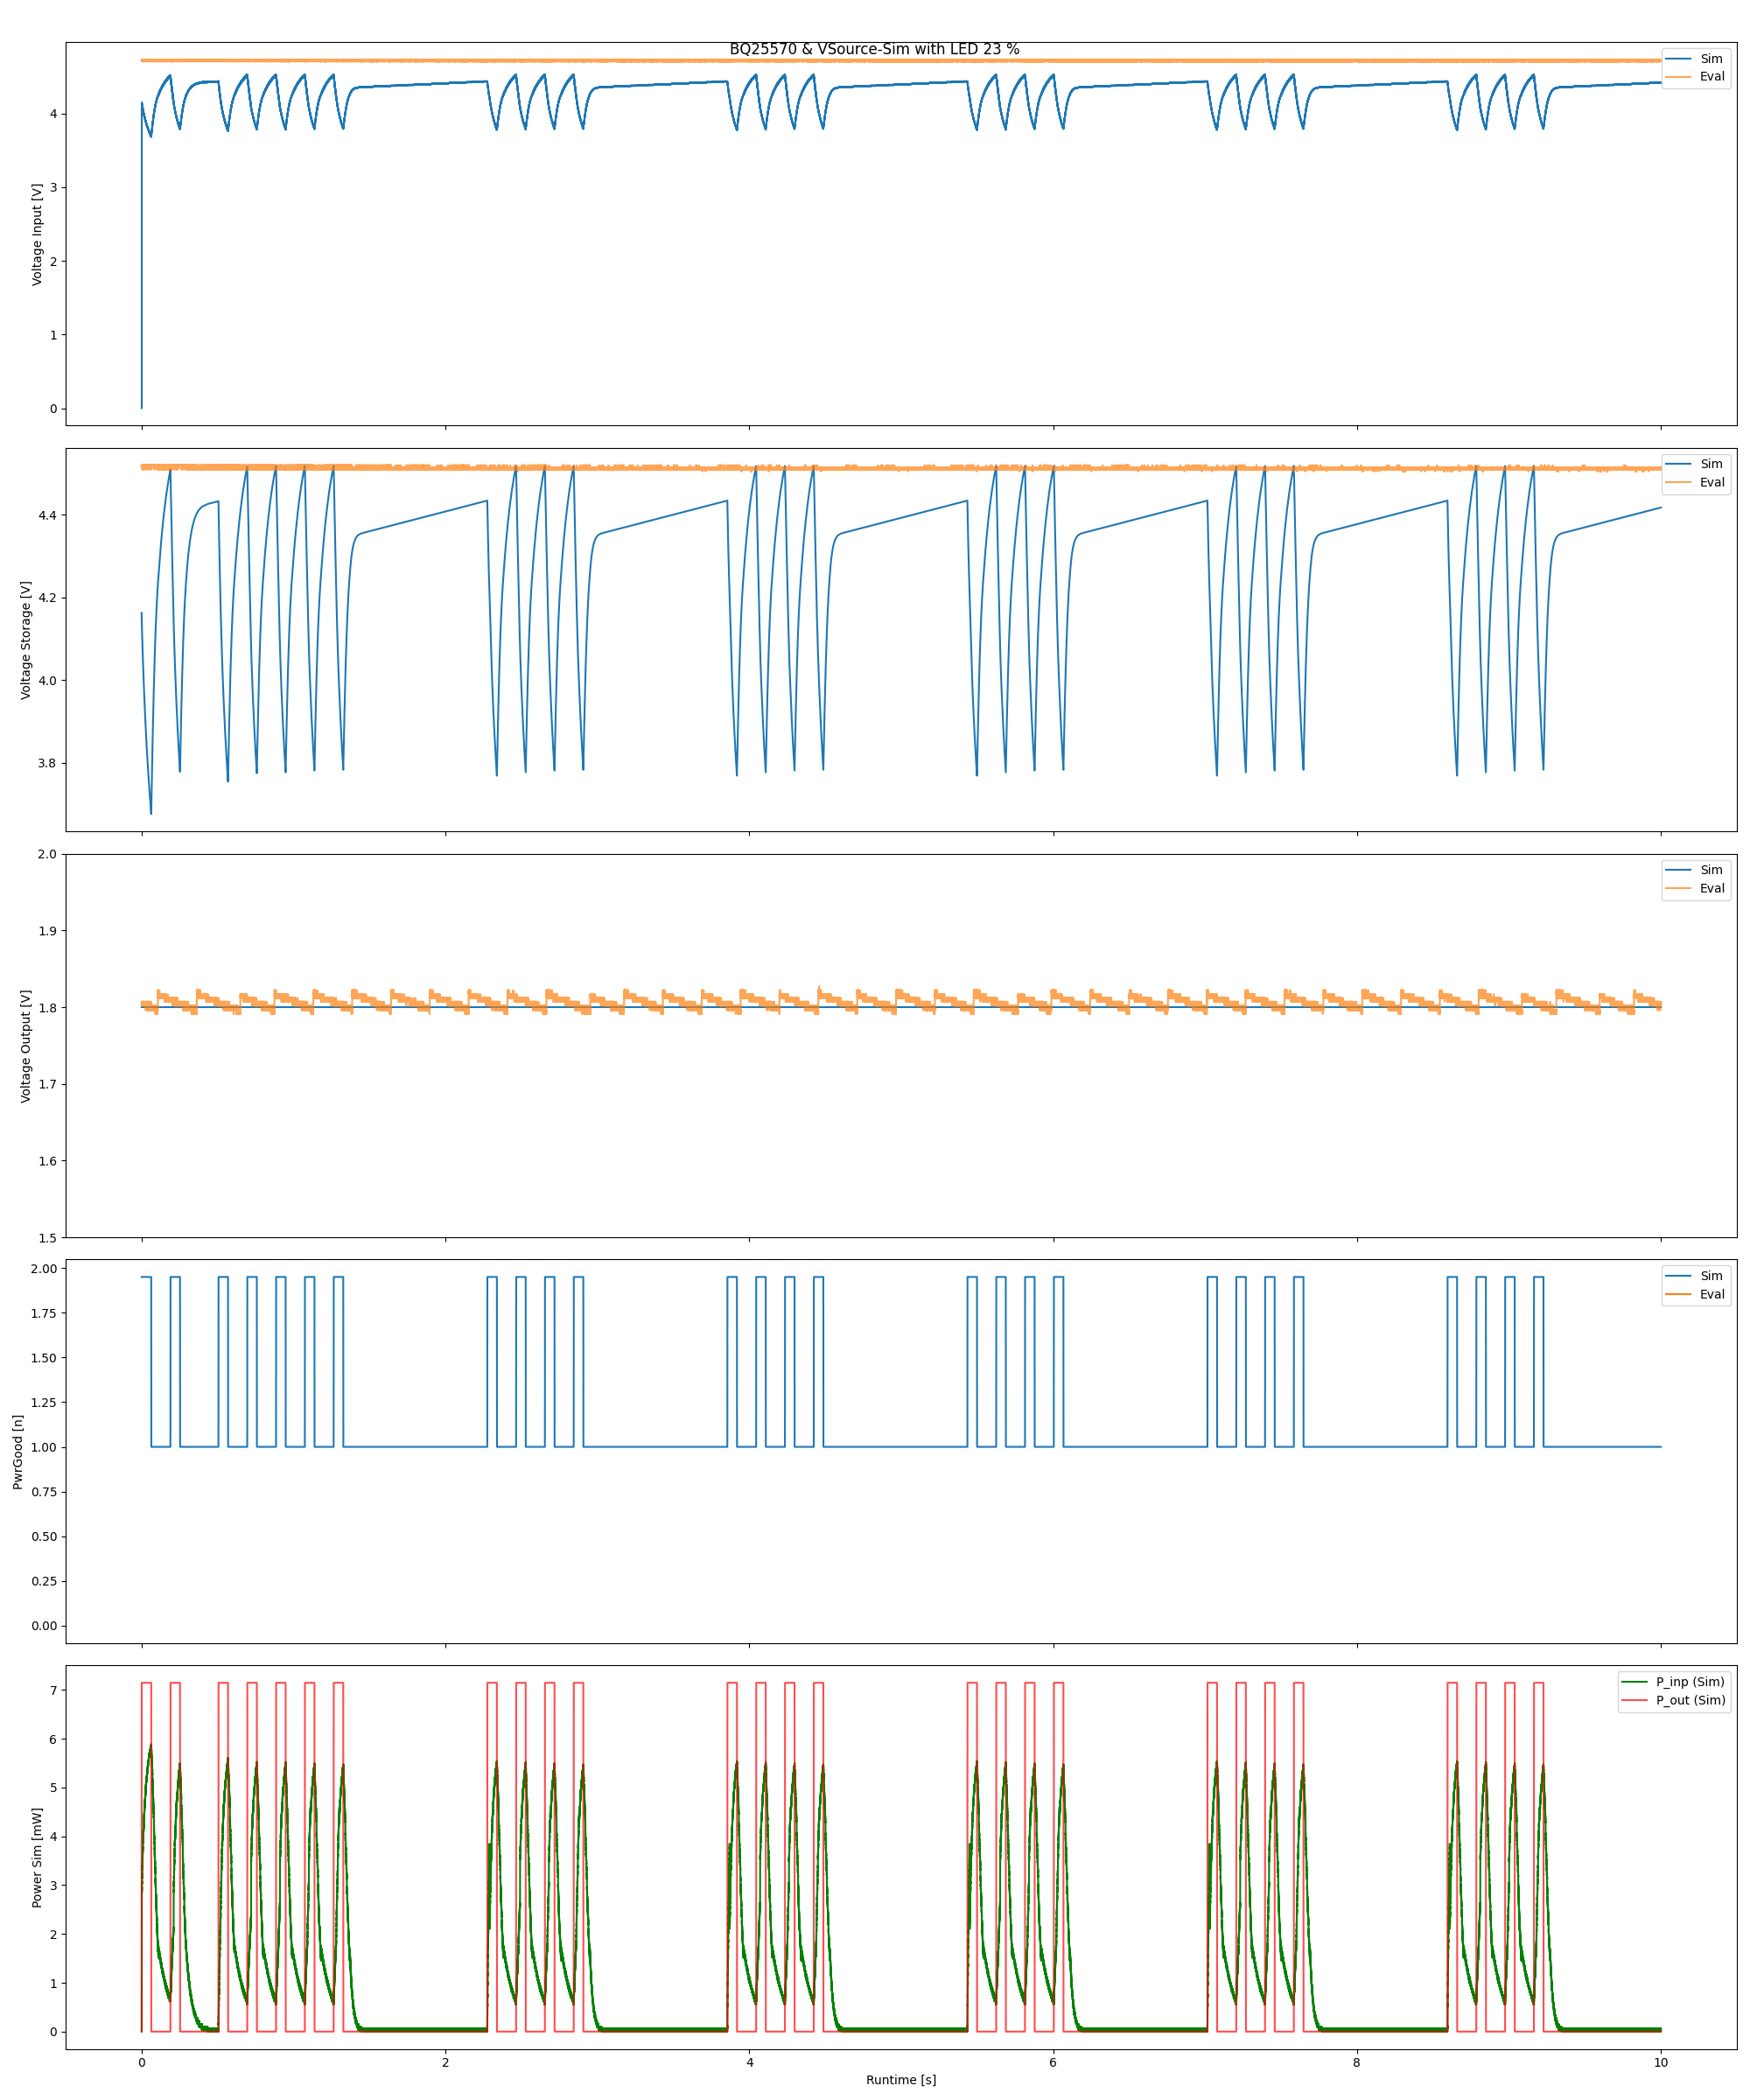 BQ25570 & VSource-Sim with LED 23 %
Voltage Input [V]
4
3
2
1
0
Sim
Eval
Voltage Storage [V]
4.4
4.2
4.0
3.8
Sim
Eval
Voltage Output [V]
2.0
1.9
1.8
1.7
1.6
1.5
Sim
Eval
PwrGood [n]
2.00
1.75
1.50
1.25
1.00
0.75
0.50
0.25
0.00
Sim
Eval
Power Sim [mW]
7
6
5
4
3
2
1
0
P_inp (Sim)
P_out (Sim)
0 2 4 6 8 10
Runtime [s]